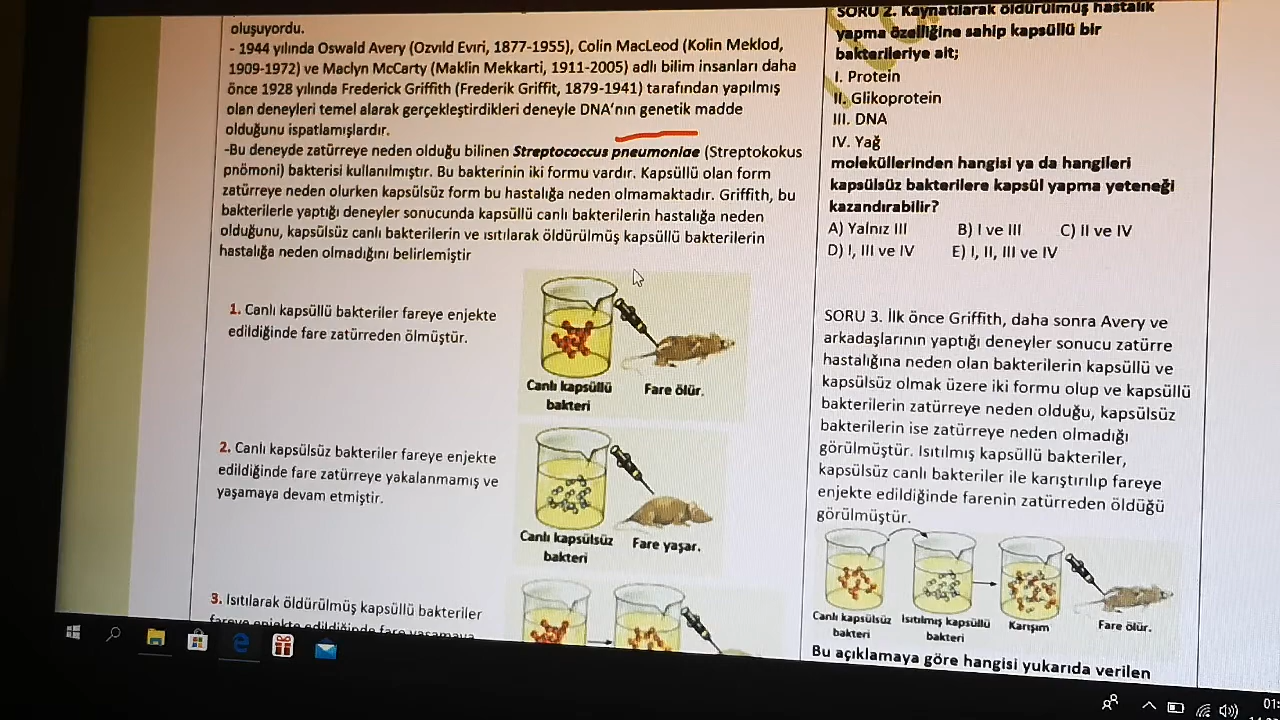 oluşuyordu.
- 1944 yılında Oswald Avery (Ozvıld Evıri, 1877-1955), Colin MacLeod (Kolin Meklod,
1909-1972) ve Maclyn McCarty (Maklin Mekkarti, 1911-2005) adlı bilim insanları daha
önce 1928 yılında Frederick Griffith (Frederik Griffit, 1879-1941) tarafından yapılmış
olan deneyleri temel alarak gerçekleştirdikleri deneyle DNA'nın genetik madde
olduğunu ispatlamışlardır.
-Bu deneyde zatürreye neden olduğu bilinen Streptococcus pneumoniae (Streptokokus
pnömoni) bakterisi kullanılmıştır. Bu bakterinin iki formu vardır. Kapsüllü olan form
zatürreye neden olurken kapsülsüz form bu hastalığa neden olmamaktadır. Griffith, bu
bakterilerle yaptığı deneyler sonucunda kapsüllü canlı bakterilerin hastalığa neden
olduğunu, kapsülsüz canlı bakterilerin ve ısıtılarak öldürülmüş kapsüllü bakterilerin
hastalığa neden olmadığını belirlemiştir
1. Canlı kapsüllü bakteriler fareye enjekte
edildiğinde fare zatürreden ölmüştür.
Canlı kapsüllü
bakteri
Fare ölür.
2. Canlı kapsülsüz bakteriler fareye enjekte
edildiğinde fare zatürreye yakalanmamış ve
yaşamaya devam etmiştir.
Canlı kapsülsüz
bakteri
Fare yaşar.
3. Isıtılarak öldürülmüş kapsüllü bakteriler
fareye enjekte edildiğinde fare yaşamaya
SORU 2. Kaynatılarak öldürülmüş hastalık
yapma özelliğine sahip kapsüllü bir
bakterileriye ait;
I. Protein
II. Glikoprotein
III. DNA
IV. Yağ
moleküllerinden hangisi ya da hangileri
kapsülsüz bakterilere kapsül yapma yeteneği
kazandırabilir?
A) Yalnız III B) I ve III C) II ve IV
D) I, III ve IV E) I, II, III ve IV
SORU 3. İlk önce Griffith, daha sonra Avery ve
arkadaşlarının yaptığı deneyler sonucu zatürre
hastalığına neden olan bakterilerin kapsüllü ve
kapsülsüz olmak üzere iki formu olup ve kapsüllü
bakterilerin zatürreye neden olduğu, kapsülsüz
bakterilerin ise zatürreye neden olmadığı
görülmüştür. Isıtılmış kapsüllü bakteriler,
kapsülsüz canlı bakteriler ile karıştırılıp fareye
enjekte edildiğinde farenin zatürreden öldüğü
görülmüştür.
Canlı kapsülsüz
bakteri
Isıtılmış kapsüllü
bakteri
Karışım
Fare ölür.
Bu açıklamaya göre hangisi yukarıda verilen